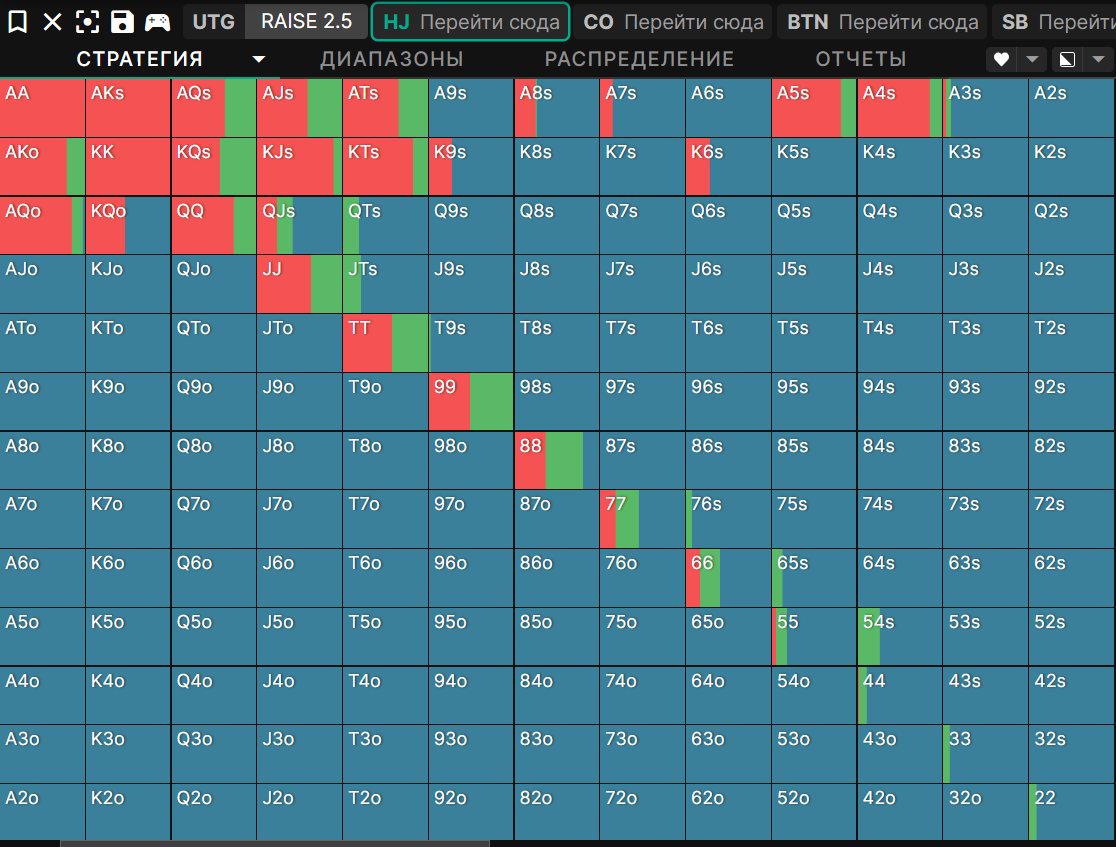 UTG RAISE 2.5 HJ Перейти сюда CO Перейти сюда BTN Перейти сюда SB
СТРАТЕГИЯ ДИАПАЗОНЫ РАСПРЕДЕЛЕНИЕ ОТЧЕТЫ
AA AKs AQs AJs ATs A9s A8s A7s A6s A5s A4s A3s A2s
AKo KK KQs KJs KTs K9s K8s K7s K6s K5s K4s K3s K2s
AQo KQo QQ QJs QTs Q9s Q8s Q7s Q6s Q5s Q4s Q3s Q2s
AJo KJo QJo JJ JTs J9s J8s J7s J6s J5s J4s J3s J2s
ATo KTo QTo JTo TT T9s T8s T7s T6s T5s T4s T3s T2s
A9o K9o Q9o J9o T9o 99 98s 97s 96s 95s 94s 93s 92s
A8o K8o Q8o J8o T8o 98o 88 87s 86s 85s 84s 83s 82s
A7o K7o Q7o J7o T7o 97o 87o 77 76s 75s 74s 73s 72s
A6o K6o Q6o J6o T6o 96o 86o 76o 66 65s 64s 63s 62s
A5o K5o Q5o J5o T5o 95o 85o 75o 65o 55 54s 53s 52s
A4o K4o Q4o J4o T4o 94o 84o 74o 64o 54o 44 43s 42s
A3o K3o Q3o J3o T3o 93o 83o 73o 63o 53o 43o 33 32s
A2o K2o Q2o J2o T2o 92o 82o 72o 62o 52o 42o 32o 22